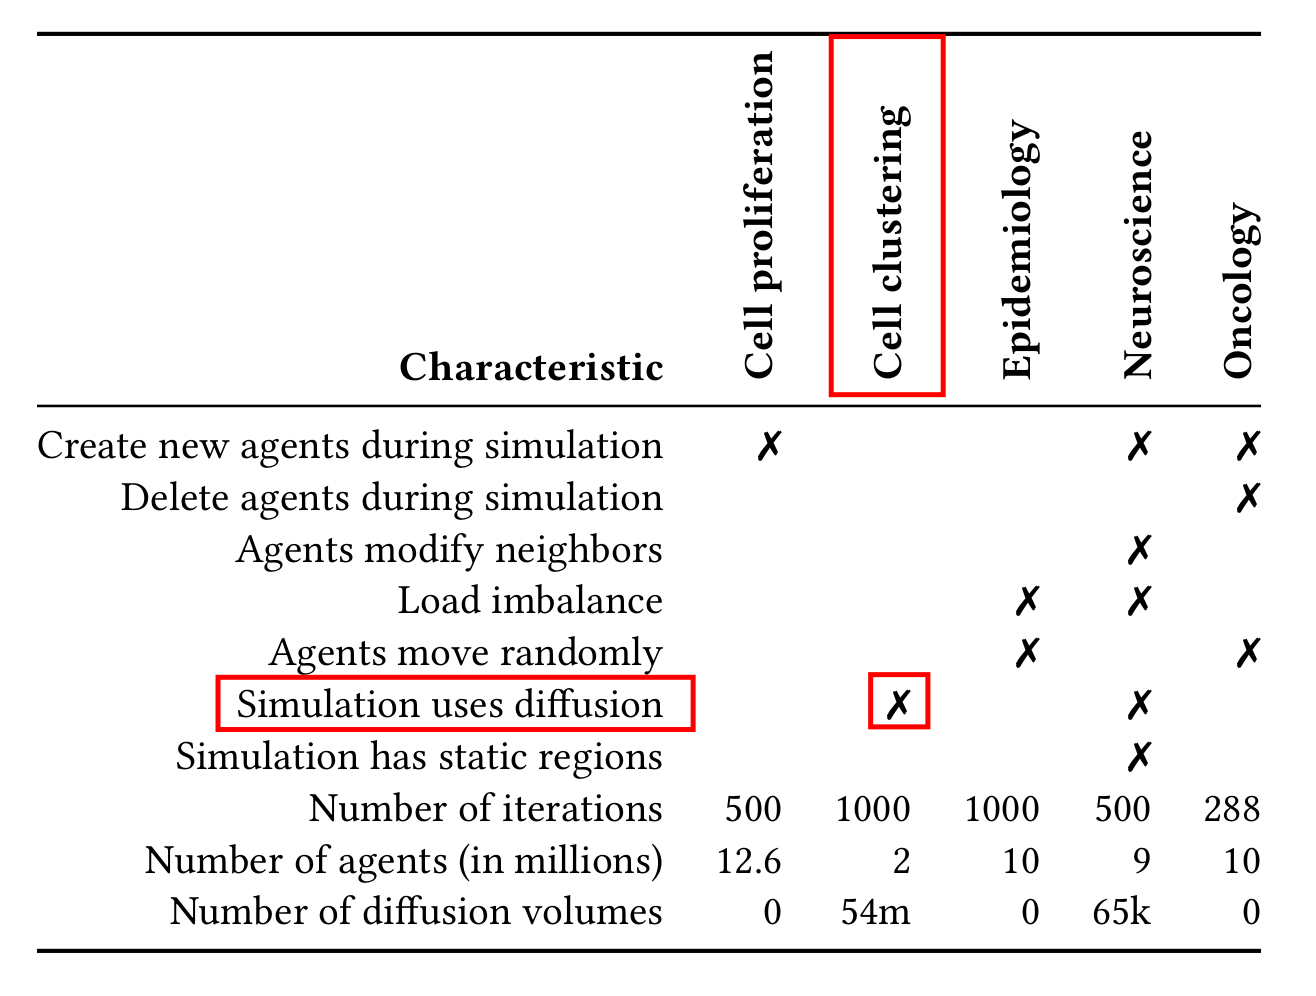 Characteristic Cell proliferation Cell clustering Epidemiology Neuroscience Oncology
Create new agents during simulation ✗ ✗ ✗
Delete agents during simulation ✗
Agents modify neighbors ✗
Load imbalance ✗ ✗
Agents move randomly ✗ ✗
Simulation uses diffusion ✗ ✗
Simulation has static regions ✗
Number of iterations 500 1000 1000 500 288
Number of agents (in millions) 12.6 2 10 9 10
Number of diffusion volumes 0 54m 0 65k 0